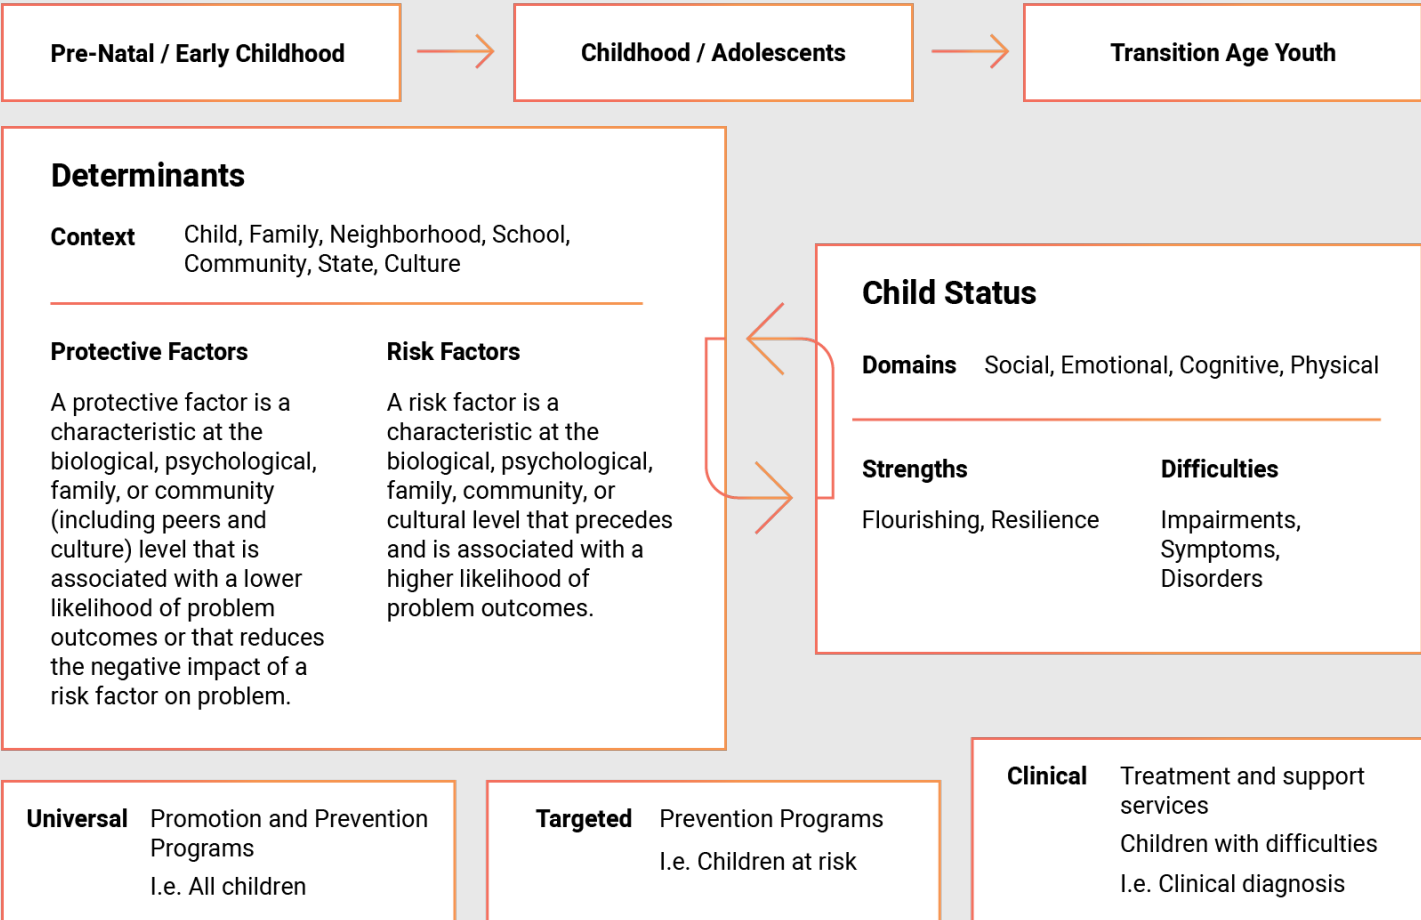 Pre-Natal / Early Childhood
Childhood / Adolescents
Transition Age Youth
Determinants
Context
Child, Family, Neighborhood, School,
Community, State, Culture
Protective Factors
A protective factor is a
characteristic at the
biological, psychological,
family, or community
(including peers and
culture) level that is
associated with a lower
likelihood of problem
outcomes or that reduces
the negative impact of a
risk factor on problem.
Risk Factors
A risk factor is a
characteristic at the
biological, psychological,
family, community, or
cultural level that precedes
and is associated with a
higher likelihood of
problem outcomes.
Child Status
Domains
Social, Emotional, Cognitive, Physical
Strengths
Flourishing, Resilience
Difficulties
Impairments,
Symptoms,
Disorders
Universal
Promotion and Prevention
Programs
I.e. All children
Targeted
Prevention Programs
I.e. Children at risk
Clinical
Treatment and support
services
Children with difficulties
I.e. Clinical diagnosis